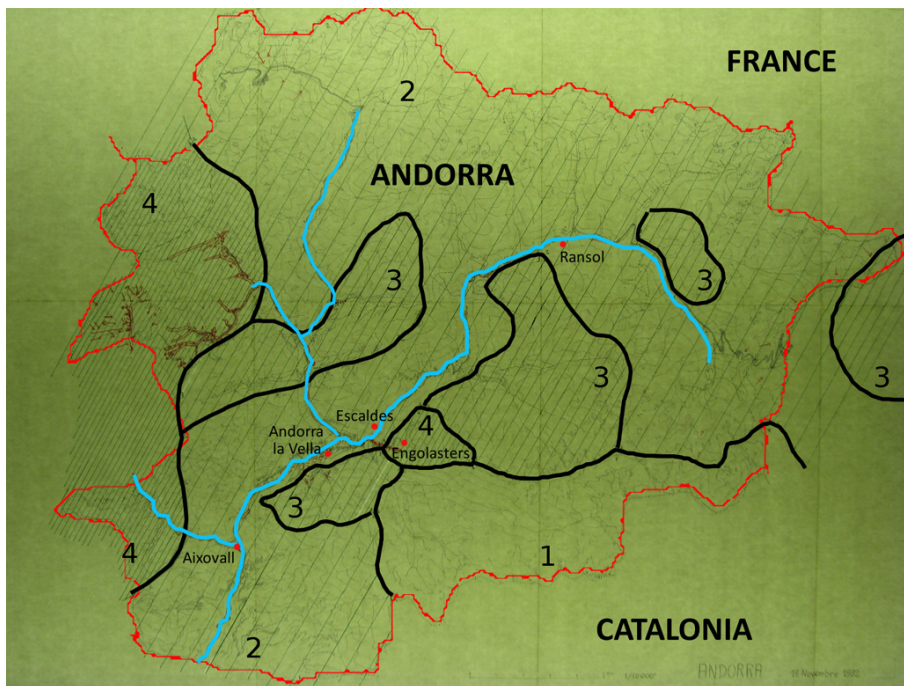 FRANCE
2
ANDORRA
4
Ransol
3
3
3
3
Escaldes
4
Andorra
la Vella
Engolasters
3
Aixovall
4
1
2
CATALONIA
ANDORRA